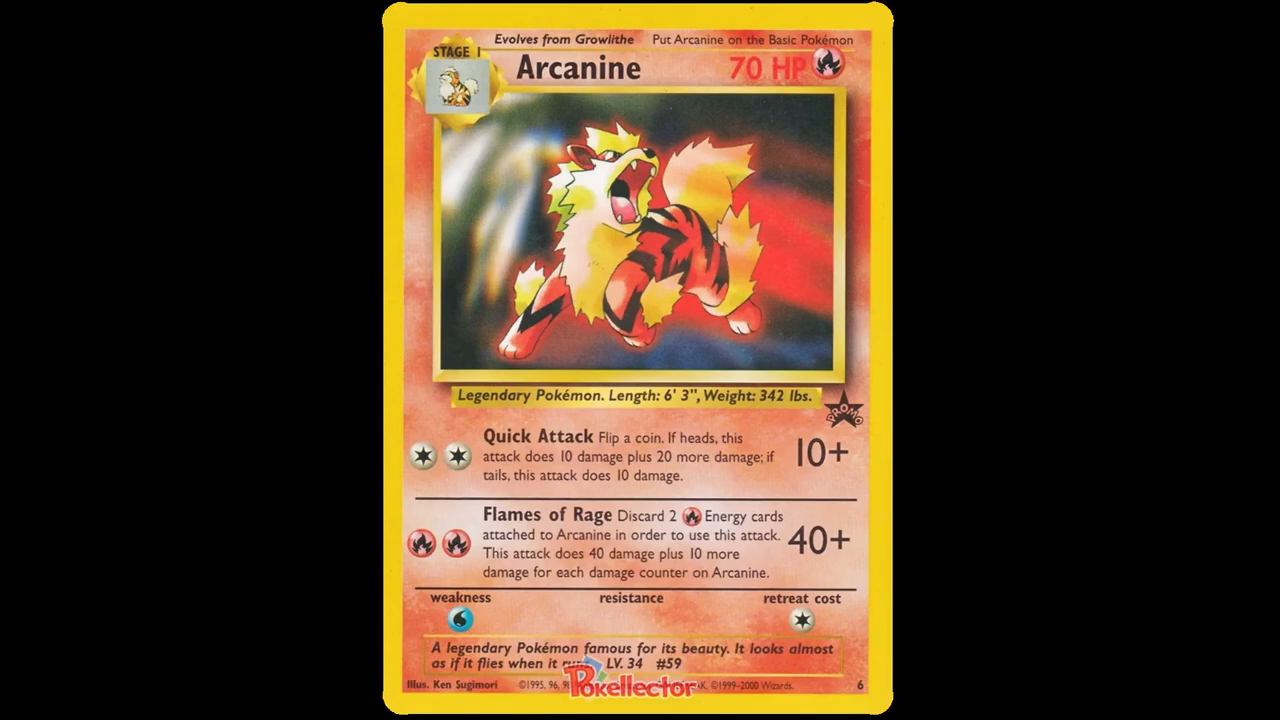 Evolves from Growlithe Put Arcanine on the Basic Pokémon
STAGE 1
Arcanine 70 HP
Legendary Pokémon. Length: 6' 3", Weight: 342 lbs.
PROMO
Quick Attack Flip a coin. If heads, this
attack does 10 damage plus 20 more damage; if
tails, this attack does 10 damage.
10+
Flames of Rage Discard 2 Energy cards
attached to Arcanine in order to use this attack.
This attack does 40 damage plus 10 more
damage for each damage counter on Arcanine.
40+
weakness resistance retreat cost
A legendary Pokémon famous for its beauty. It looks almost
as if it flies when it LV. 34 #59
Illus. Ken Sugimori ©1995, 96, ©1999–2000 Wizards. 6
Pokellector